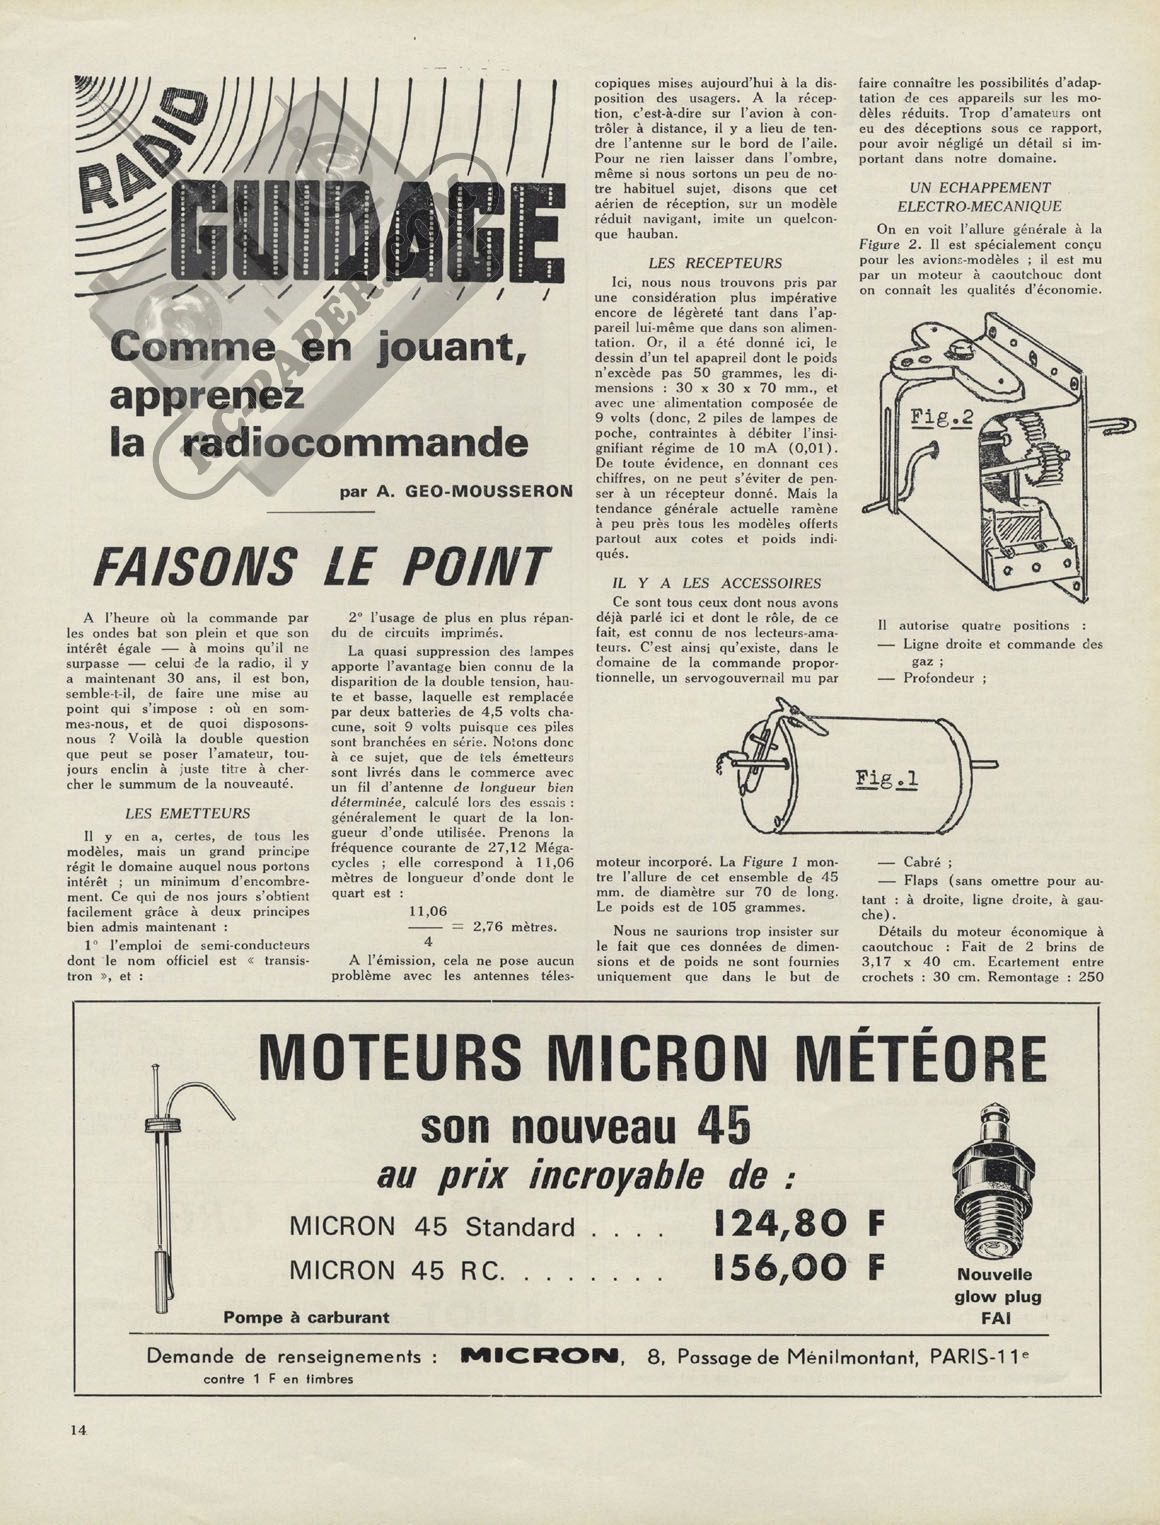 RADIO
GUIDAGE
RC-PAPER.COM
Comme en jouant,
apprenez
la radiocommande
par A. GEO-MOUSSERON
FAISONS LE POINT
A l'heure où la commande par
les ondes bat son plein et que son
intérêt égale — à moins qu'il ne
surpasse — celui de la radio, il y
a maintenant 30 ans, il est bon,
semble-t-il, de faire une mise au
point qui s'impose : où en som-
mes-nous, et de quoi disposons-
nous ? Voilà la double question
que peut se poser l'amateur, tou-
jours enclin à juste titre à cher-
cher le summum de la nouveauté.
LES EMETTEURS
Il y en a, certes, de tous les
modèles, mais un grand principe
régit le domaine auquel nous portons
intérêt ; un minimum d'encombre-
ment. Ce qui de nos jours s'obtient
facilement grâce à deux principes
bien admis maintenant :
1° l'emploi de semi-conducteurs
dont le nom officiel est « transis-
tron », et :
2° l'usage de plus en plus répan-
du de circuits imprimés.
La quasi suppression des lampes
apporte l'avantage bien connu de la
disparition de la double tension, hau-
te et basse, laquelle est remplacée
par deux batteries de 4,5 volts cha-
cune, soit 9 volts puisque ces piles
sont branchées en série. Notons donc
à ce sujet, que de tels émetteurs
sont livrés dans le commerce avec
un fil d'antenne de longueur bien
déterminée, calculé lors des essais :
généralement le quart de la lon-
gueur d'onde utilisée. Prenons la
fréquence courante de 27,12 Méga-
cycles ; elle correspond à 11,06
mètres de longueur d'onde dont le
quart est :
11,06
—— = 2,76 mètres.
4
A l'émission, cela ne pose aucun
problème avec les antennes téles-
copiques mises aujourd'hui à la dis-
position des usagers. A la récep-
tion, c'est-à-dire sur l'avion à con-
trôler à distance, il y a lieu de ten-
dre l'antenne sur le bord de l'aile.
Pour ne rien laisser dans l'ombre,
même si nous sortons un peu de no-
tre habituel sujet, disons que cet
aérien de réception, sur un modèle
réduit navigant, imite un quelcon-
que hauban.
LES RECEPTEURS
Ici, nous nous trouvons pris par
une considération plus impérative
encore de légèreté tant dans l'ap-
pareil lui-même que dans son alimen-
tation. Or, il a été donné ici, le
dessin d'un tel apapreil dont le poids
n'excède pas 50 grammes, les di-
mensions : 30 x 30 x 70 mm., et
avec une alimentation composée de
9 volts (donc, 2 piles de lampes de
poche, contraintes à débiter l'insi-
gnifiant régime de 10 mA (0,01).
De toute évidence, en donnant ces
chiffres, on ne peut s'éviter de pen-
ser à un récepteur donné. Mais la
tendance générale actuelle ramène
à peu près tous les modèles offerts
partout aux cotes et poids indi-
qués.
IL Y A LES ACCESSOIRES
Ce sont tous ceux dont nous avons
déjà parlé ici et dont le rôle, de ce
fait, est connu de nos lecteurs-ama-
teurs. C'est ainsi qu'existe, dans le
domaine de la commande propor-
tionnelle, un servogouvernail mu par
Fig.1
moteur incorporé. La Figure 1 mon-
tre l'allure de cet ensemble de 45
mm. de diamètre sur 70 de long.
Le poids est de 105 grammes.
Nous ne saurions trop insister sur
le fait que ces données de dimen-
sions et de poids ne sont fournies
uniquement que dans le but de
faire connaître les possibilités d'adap-
tation de ces appareils sur les mo-
dèles réduits. Trop d'amateurs ont
eu des déceptions sous ce rapport,
pour avoir négligé un détail si im-
portant dans notre domaine.
UN ECHAPPEMENT
ELECTRO-MECANIQUE
On en voit l'allure générale à la
Figure 2. Il est spécialement conçu
pour les avions-modèles ; il est mu
par un moteur à caoutchouc dont
on connaît les qualités d'économie.
Fig.2
Il autorise quatre positions :
— Ligne droite et commande des
gaz ;
— Profondeur ;
— Cabré ;
— Flaps (sans omettre pour au-
tant : à droite, ligne droite, à gau-
che).
Détails du moteur économique à
caoutchouc : Fait de 2 brins de
3,17 x 40 cm. Ecartement entre
crochets : 30 cm. Remontage : 250
MOTEURS MICRON MÉTÉORE
son nouveau 45
au prix incroyable de :
MICRON 45 Standard . . . . 124,80 F
MICRON 45 RC. . . . . . . . 156,00 F
Pompe à carburant
Nouvelle
glow plug
FAI
Demande de renseignements : MICRON, 8, Passage de Ménilmontant, PARIS-11e
contre 1 F en timbres
14